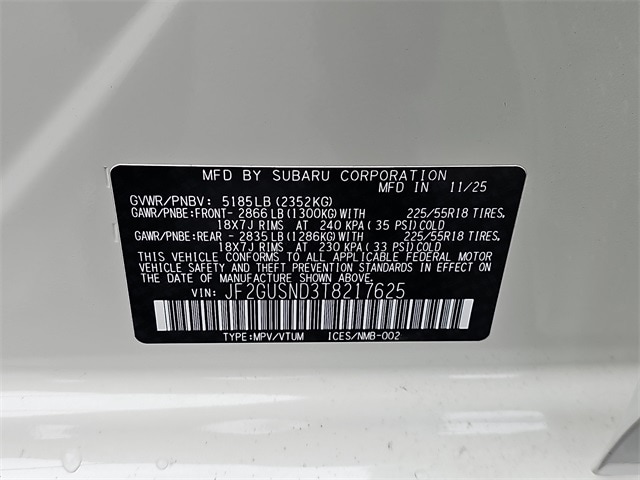 MFD BY SUBARU CORPORATION
MFD IN 11/25
GVWR/PNBV: 5185LB (2352KG)
GAWR/PNBE:FRONT- 2866 LB (1300KG) WITH 225/55R18 TIRES.
18X7J RIMS AT 240 KPA ( 35 PSI) COLD
GAWR/PNBE:REAR - 2835 LB (1286KG) WITH 225/55R18 TIRES.
18X7J RIMS AT 230 KPA ( 33 PSI) COLD
THIS VEHICLE CONFORMS TO ALL APPLICABLE FEDERAL MOTOR
VEHICLE SAFETY AND THEFT PREVENTION STANDARDS IN EFFECT ON
THE DATE OF MANUFACTURE SHOWN ABOVE.
VIN: JF2GUSND3T8217625
TYPE:MPV/VTUM ICES/NMB-002